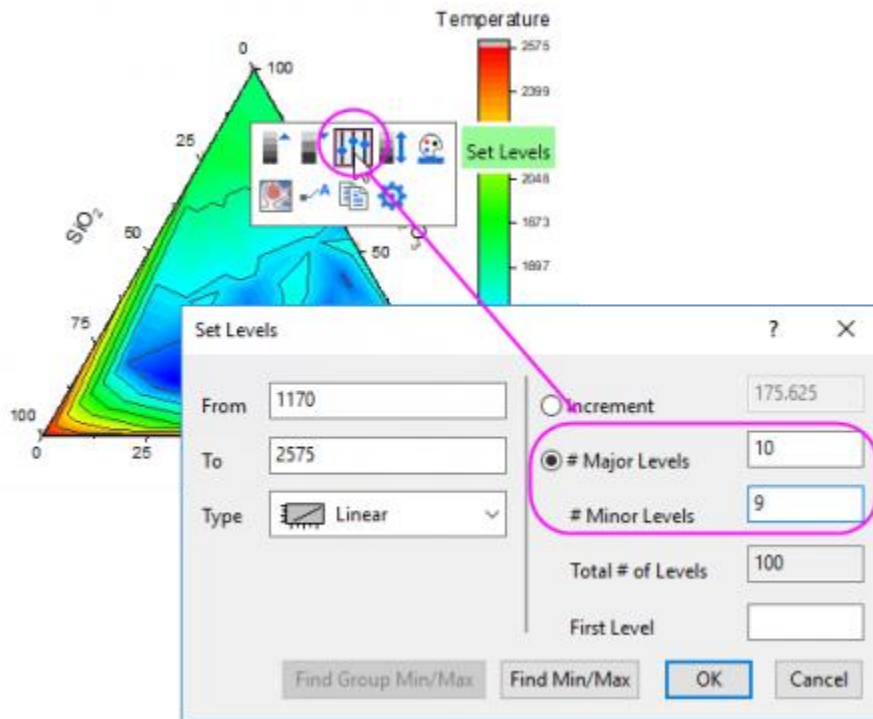 Temperature
0
100
2575
2399
25
Set Levels
2048
SiO₂
1873
50
50
1697
75
100
0
25
Set Levels
? X
From 1170
Increment 175.625
To 2575
# Major Levels 10
Type Linear
# Minor Levels 9
Total # of Levels 100
First Level
Find Group Min/Max Find Min/Max OK Cancel